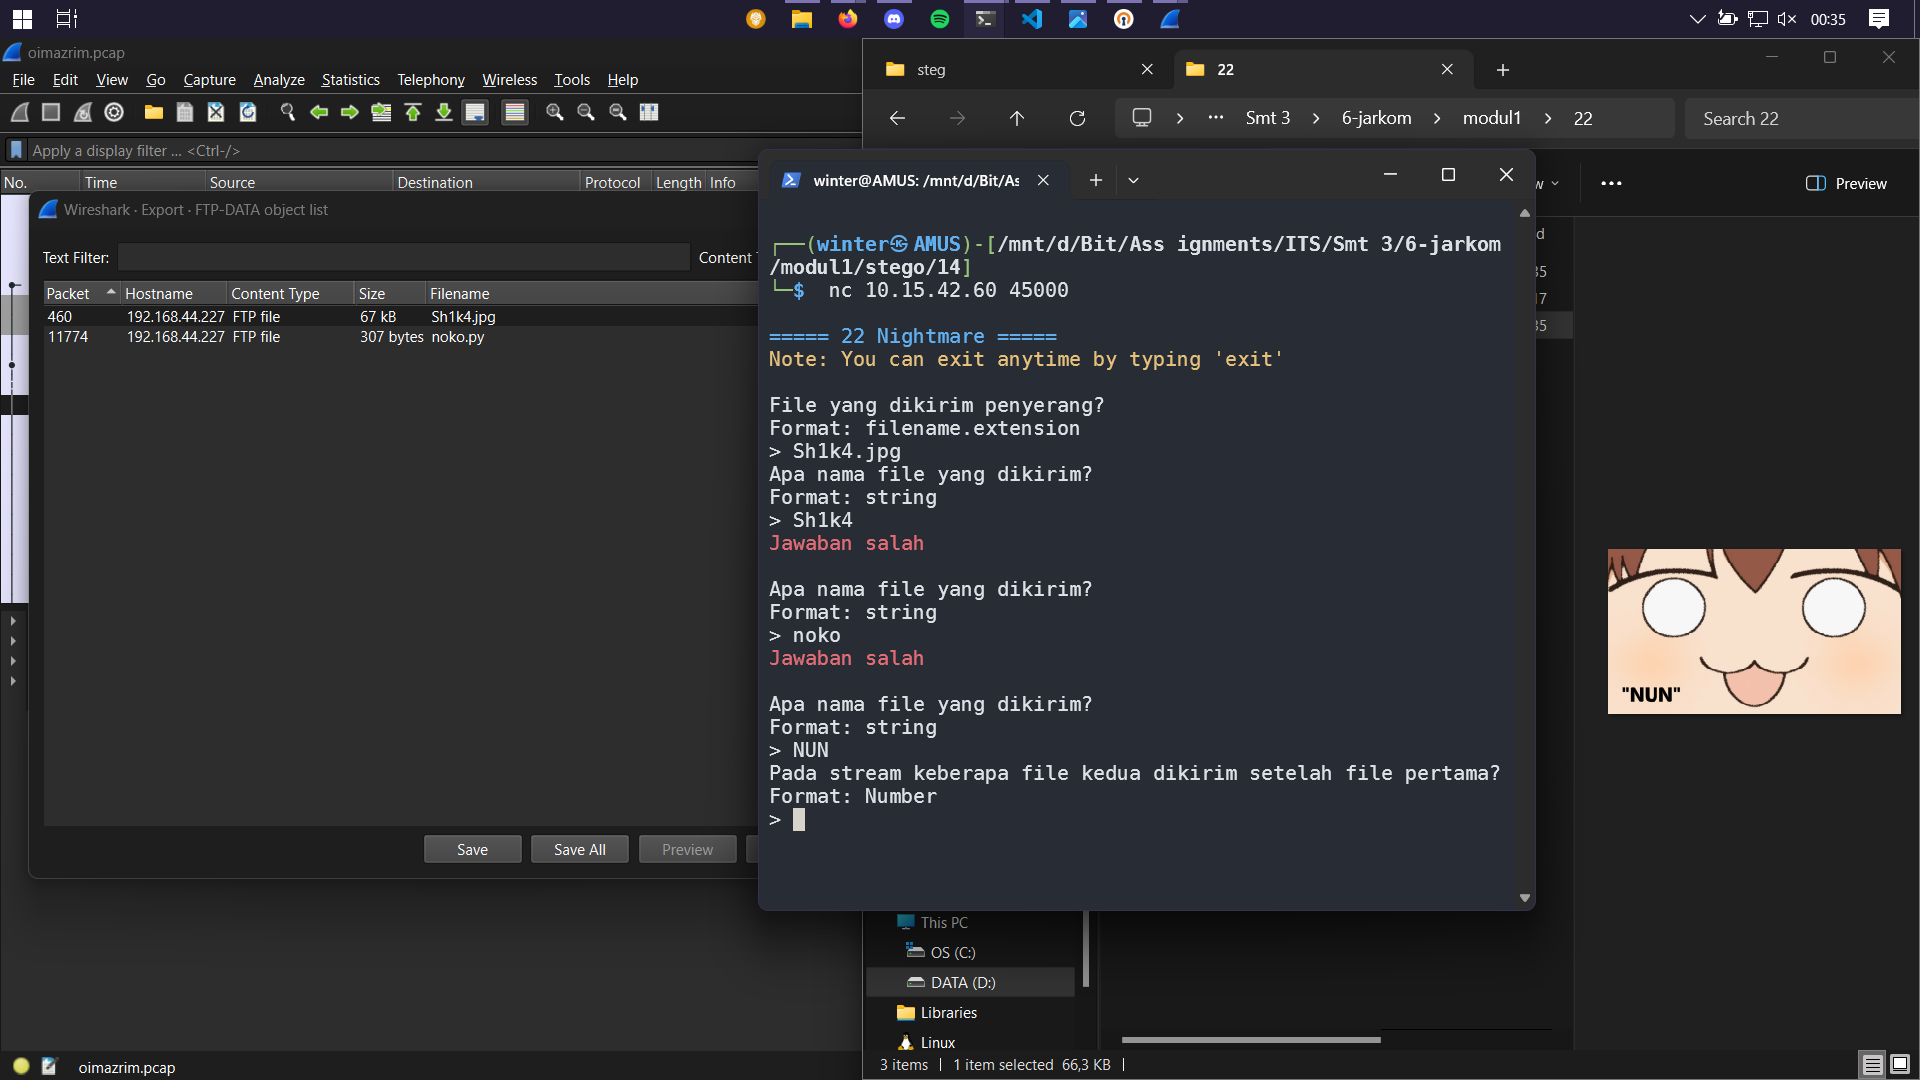 00:35
oimazrim.pcap
File Edit View Go Capture Analyze Statistics Telephony Wireless Tools Help
Apply a display filter ... <Ctrl-/>
No. Time Source Destination Protocol Length Info
Wireshark · Export · FTP-DATA object list
Text Filter: Content
Packet Hostname Content Type Size Filename
460 192.168.44.227 FTP file 67 kB Sh1k4.jpg
11774 192.168.44.227 FTP file 307 bytes noko.py
Save Save All Preview
oimazrim.pcap
steg
22
... Smt 3 > 6-jarkom > modul1 > 22
Search 22
Preview
winter@AMUS: /mnt/d/Bit/As
┌──(winter㉿AMUS)-[/mnt/d/Bit/Ass ignments/ITS/Smt 3/6-jarkom
/modul1/stego/14]
└─$ nc 10.15.42.60 45000
===== 22 Nightmare =====
Note: You can exit anytime by typing 'exit'
File yang dikirim penyerang?
Format: filename.extension
> Sh1k4.jpg
Apa nama file yang dikirim?
Format: string
> Sh1k4
Jawaban salah
Apa nama file yang dikirim?
Format: string
> noko
Jawaban salah
Apa nama file yang dikirim?
Format: string
> NUN
Pada stream keberapa file kedua dikirim setelah file pertama?
Format: Number
>
"NUN"
This PC
OS (C:)
DATA (D:)
Libraries
Linux
3 items 1 item selected 66,3 KB